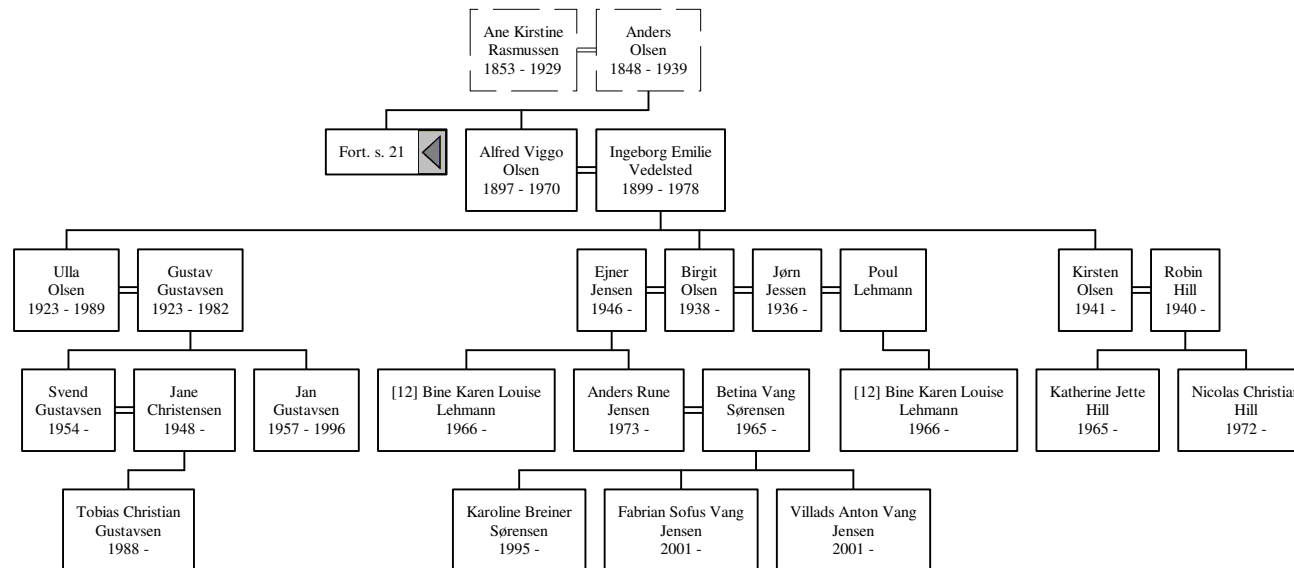 Ane Kirstine
Rasmussen
1853 - 1929
Anders
Olsen
1848 - 1939
Fort. s. 21
Alfred Viggo
Olsen
1897 - 1970
Ingeborg Emilie
Vedelsted
1899 - 1978
Ulla
Olsen
1923 - 1989
Gustav
Gustavsen
1923 - 1982
Ejner
Jensen
1946 -
Birgit
Olsen
1938 -
Jørn
Jessen
1936 -
Poul
Lehmann
Kirsten
Olsen
1941 -
Robin
Hill
1940 -
Svend
Gustavsen
1954 -
Jane
Christensen
1948 -
Jan
Gustavsen
1957 - 1996
[12] Bine Karen Louise
Lehmann
1966 -
Anders Rune
Jensen
1973 -
Betina Vang
Sørensen
1965 -
[12] Bine Karen Louise
Lehmann
1966 -
Katherine Jette
Hill
1965 -
Nicolas Christian
Hill
1972 -
Tobias Christian
Gustavsen
1988 -
Karoline Breiner
Sørensen
1995 -
Fabrian Sofus Vang
Jensen
2001 -
Villads Anton Vang
Jensen
2001 -